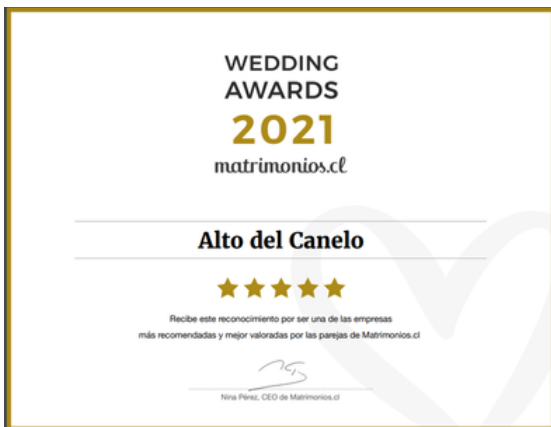 WEDDING
AWARDS
2021
matrimonios.cl
Alto del Canelo
Recibe este reconocimiento por ser una de las empresas
más recomendadas y mejor valoradas por las parejas de Matrimonios.cl
Nina Pérez, CEO de Matrimonios.cl